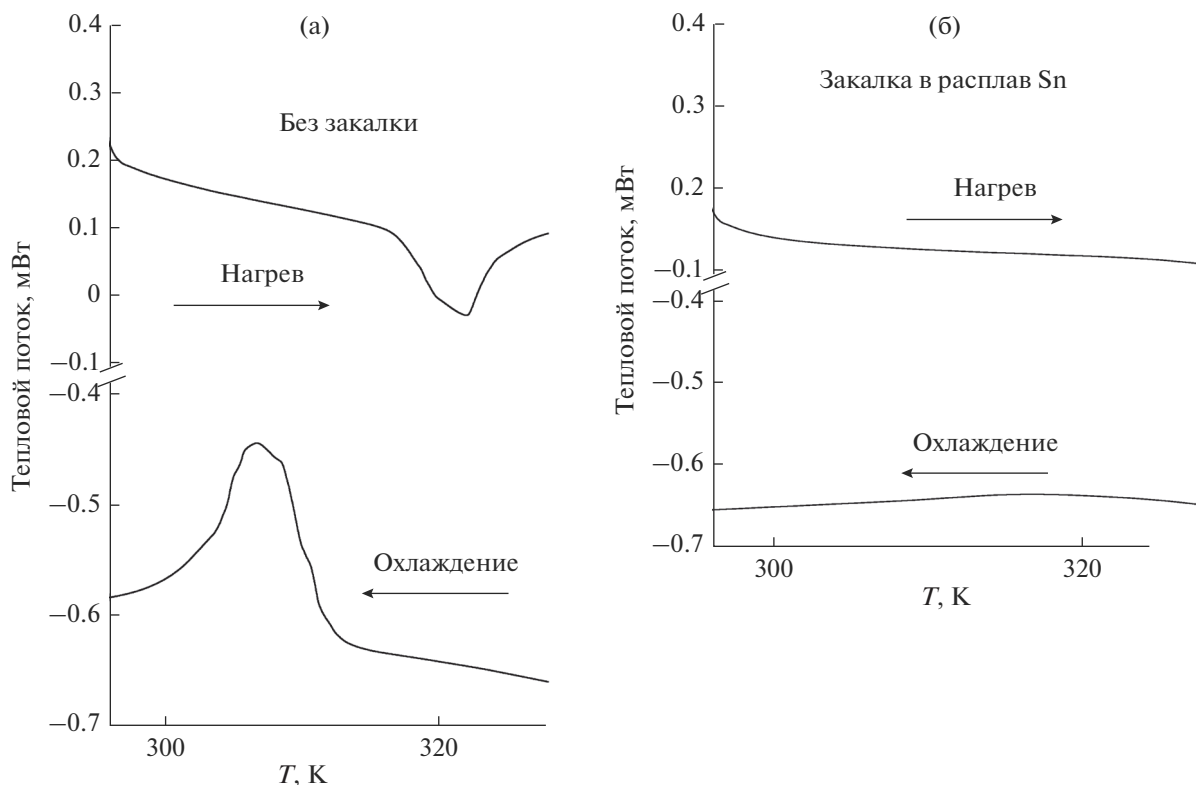 (а)
Тепловой поток, мВт
0.4
0.3
Без закалки
0.2
0.1
Нагрев
0
−0.1
−0.4
−0.5
Охлаждение
−0.6
−0.7
300
320
T, K
(б)
Тепловой поток, мВт
0.4
Закалка в расплав Sn
0.3
0.2
Нагрев
−0.1
−0.4
−0.5
Охлаждение
−0.6
−0.7
300
320
T, K